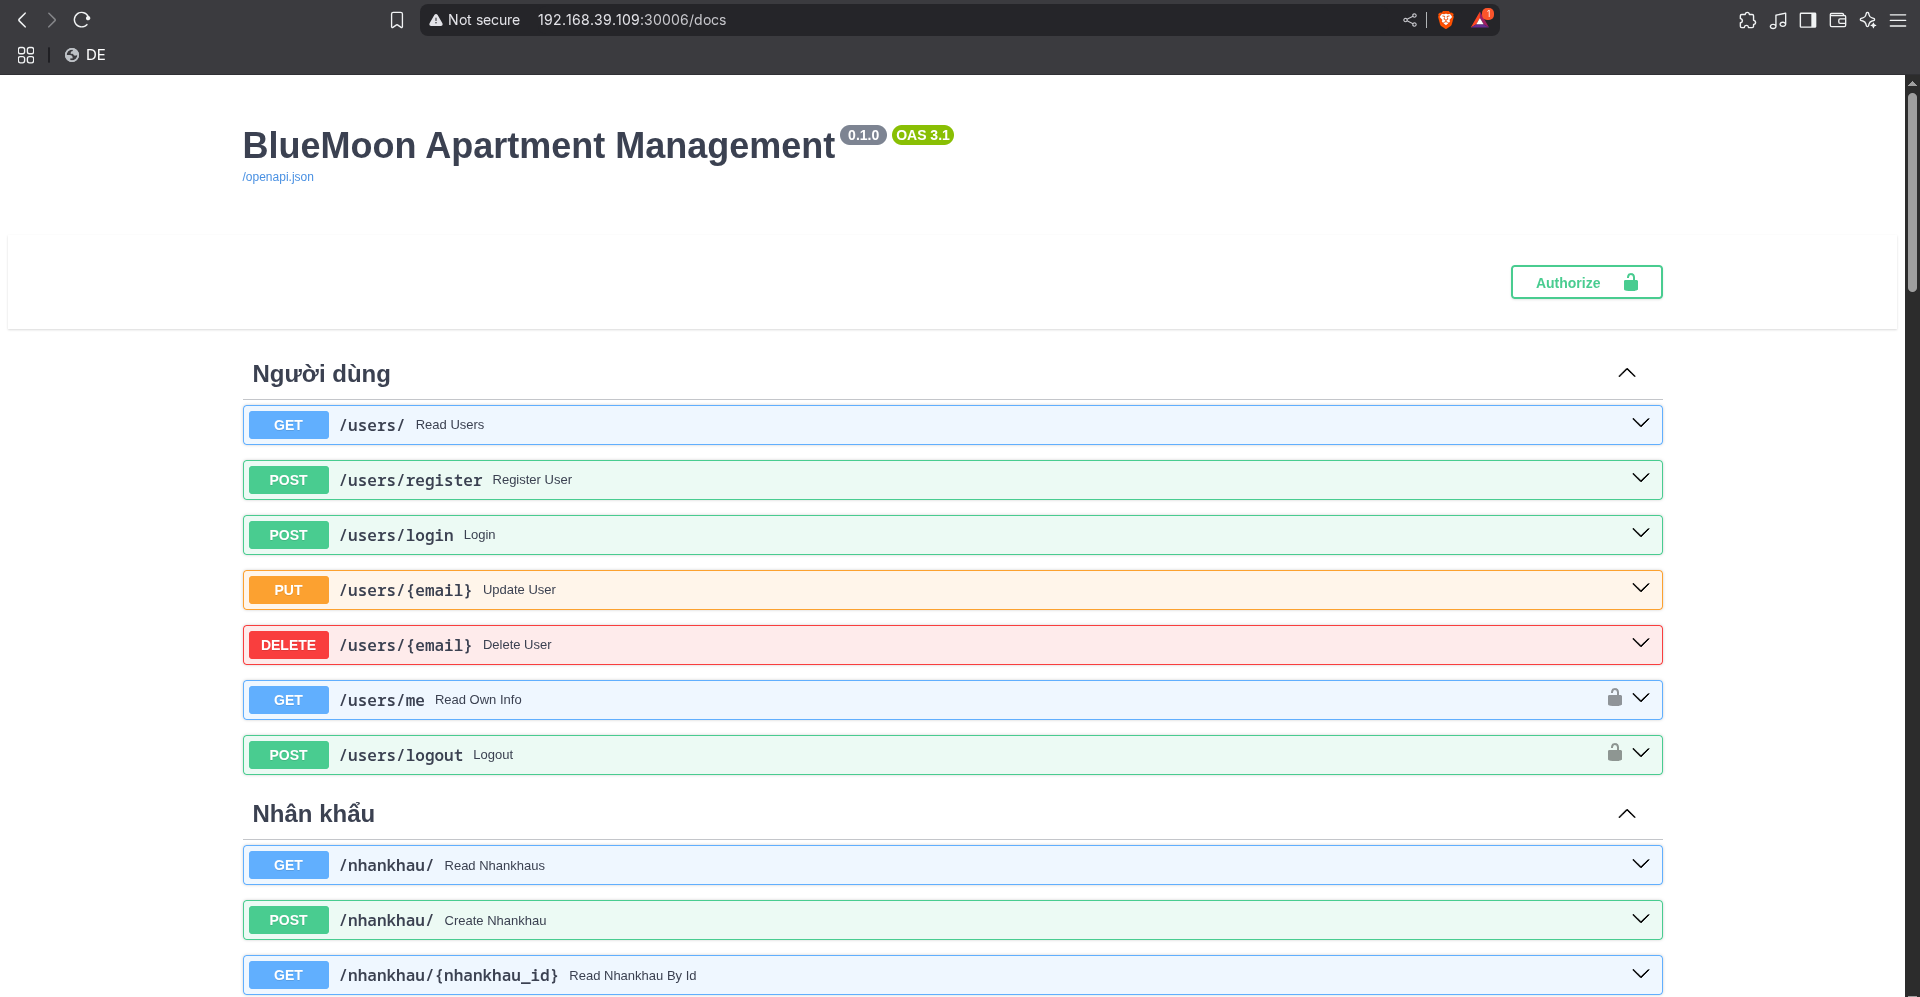 Not secure 192.168.39.109:30006/docs 1
DE
BlueMoon Apartment Management 0.1.0 OAS 3.1
/openapi.json
Authorize
Người dùng
GET /users/ Read Users
POST /users/register Register User
POST /users/login Login
PUT /users/{email} Update User
DELETE /users/{email} Delete User
GET /users/me Read Own Info
POST /users/logout Logout
Nhân khẩu
GET /nhankhau/ Read Nhankhaus
POST /nhankhau/ Create Nhankhau
GET /nhankhau/{nhankhau_id} Read Nhankhau By Id